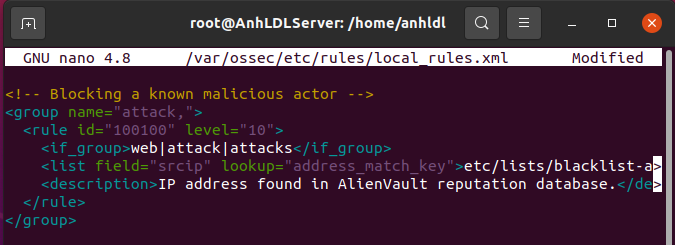 root@AnhLDLServer: /home/anhldl
GNU nano 4.8 /var/ossec/etc/rules/local_rules.xml Modified
<!-- Blocking a known malicious actor -->
<group name="attack,">
<rule id="100100" level="10">
<if_group>web|attack|attacks</if_group>
<list field="srcip" lookup="address_match_key">etc/lists/blacklist-a>
<description>IP address found in AlienVault reputation database.</de>
</rule>
</group>